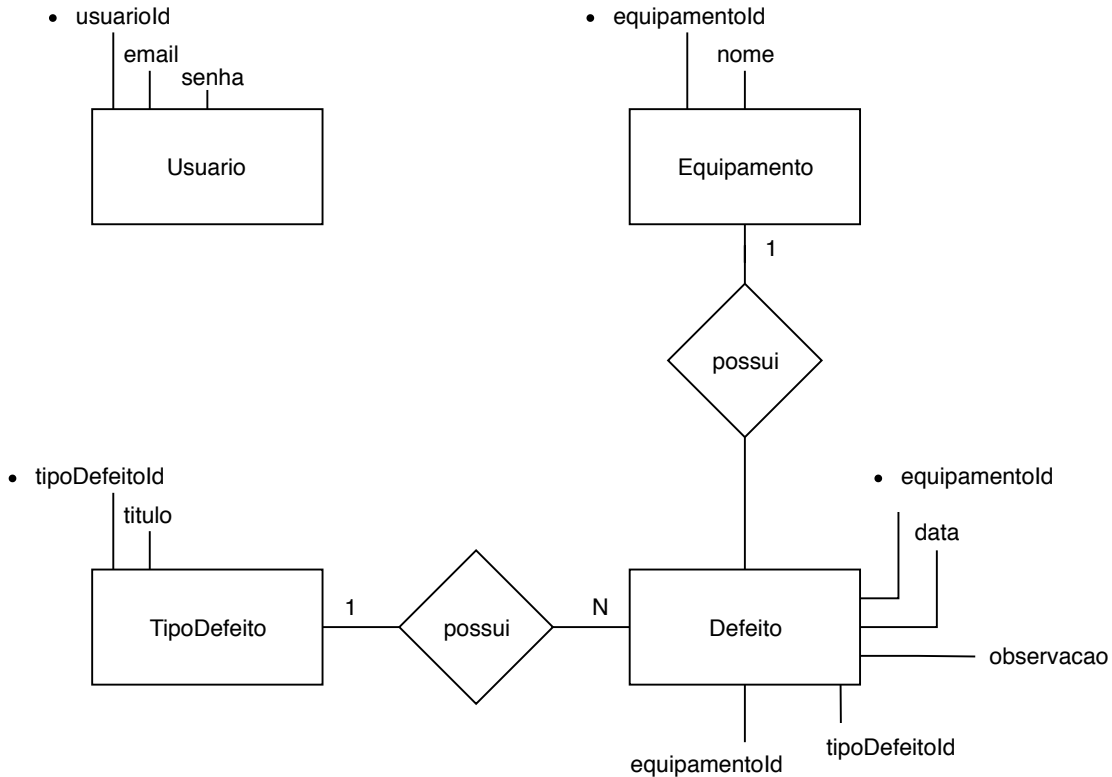 • usuarioId
email
senha
Usuario
• equipamentoId
nome
Equipamento
1
possui
• tipoDefeitoId
titulo
TipoDefeito
1
possui
N
• equipamentoId
data
Defeito
observacao
equipamentoId
tipoDefeitoId